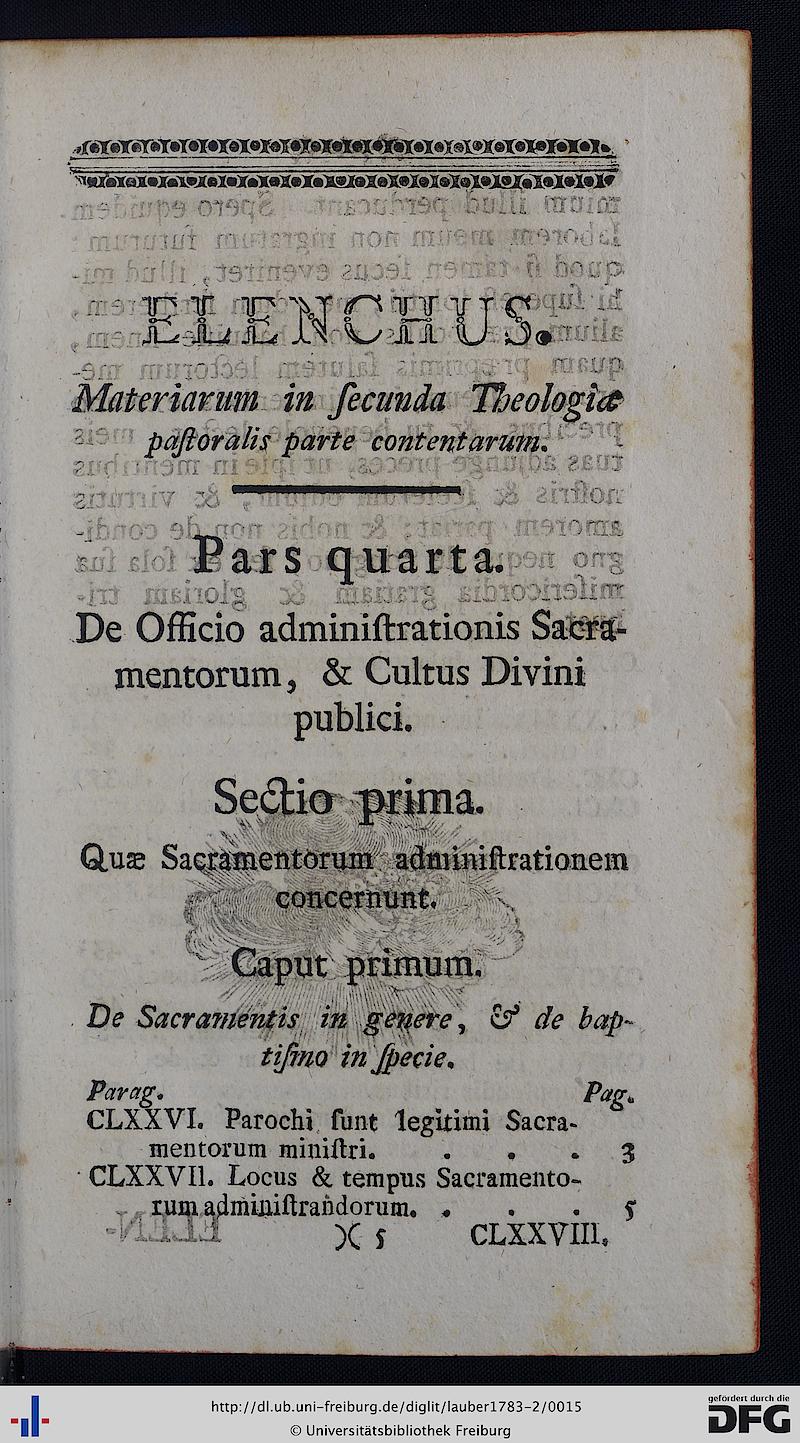 ELENCHUS.
Materiarum in ſecunda Theologiæ
paſtoralis parte contentarum.
Pars quarta.
De Officio adminiſtrationis Sacra-
mentorum, & Cultus Divini
publici.
Sectio prima.
Quæ Sacramentorum adminiſtrationem
concernunt.
Caput primum.
De Sacramentis in genere, & de bap-
tiſmo in ſpecie.
Parag. Pag.
CLXXVI. Parochi ſunt legitimi Sacra-
mentorum miniſtri. . . . 3
CLXXVII. Locus & tempus Sacramento-
rum adminiſtrandorum. . . . 5
)( 5 CLXXVIII.
http://dl.ub.uni-freiburg.de/diglit/lauber1783-2/0015
© Universitätsbibliothek Freiburg
gefördert durch die
DFG